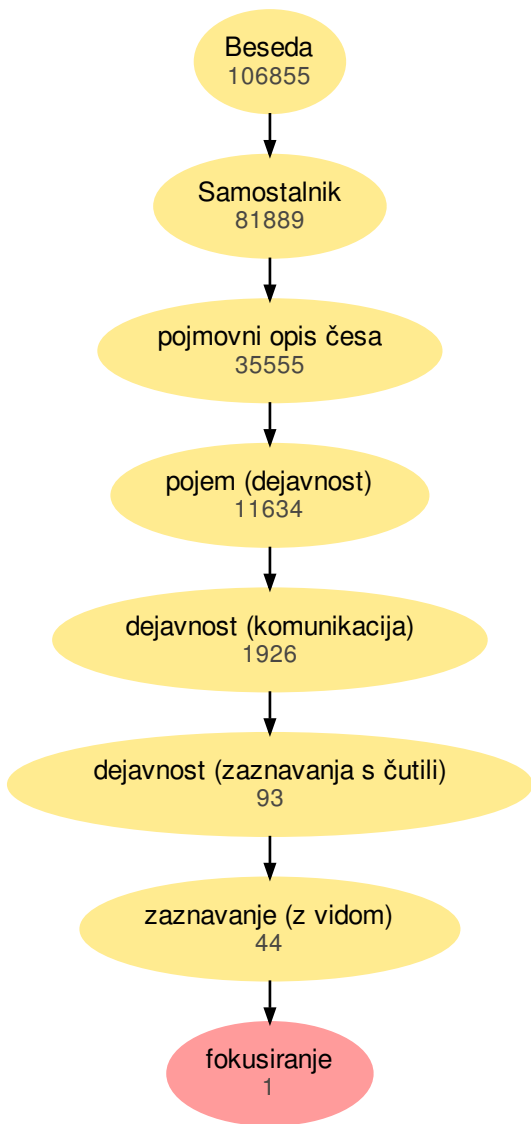 Beseda
106855
Samostalnik
81889
pojmovni opis česa
35555
pojem (dejavnost)
11634
dejavnost (komunikacija)
1926
dejavnost (zaznavanja s čutili)
93
zaznavanje (z vidom)
44
fokusiranje
1